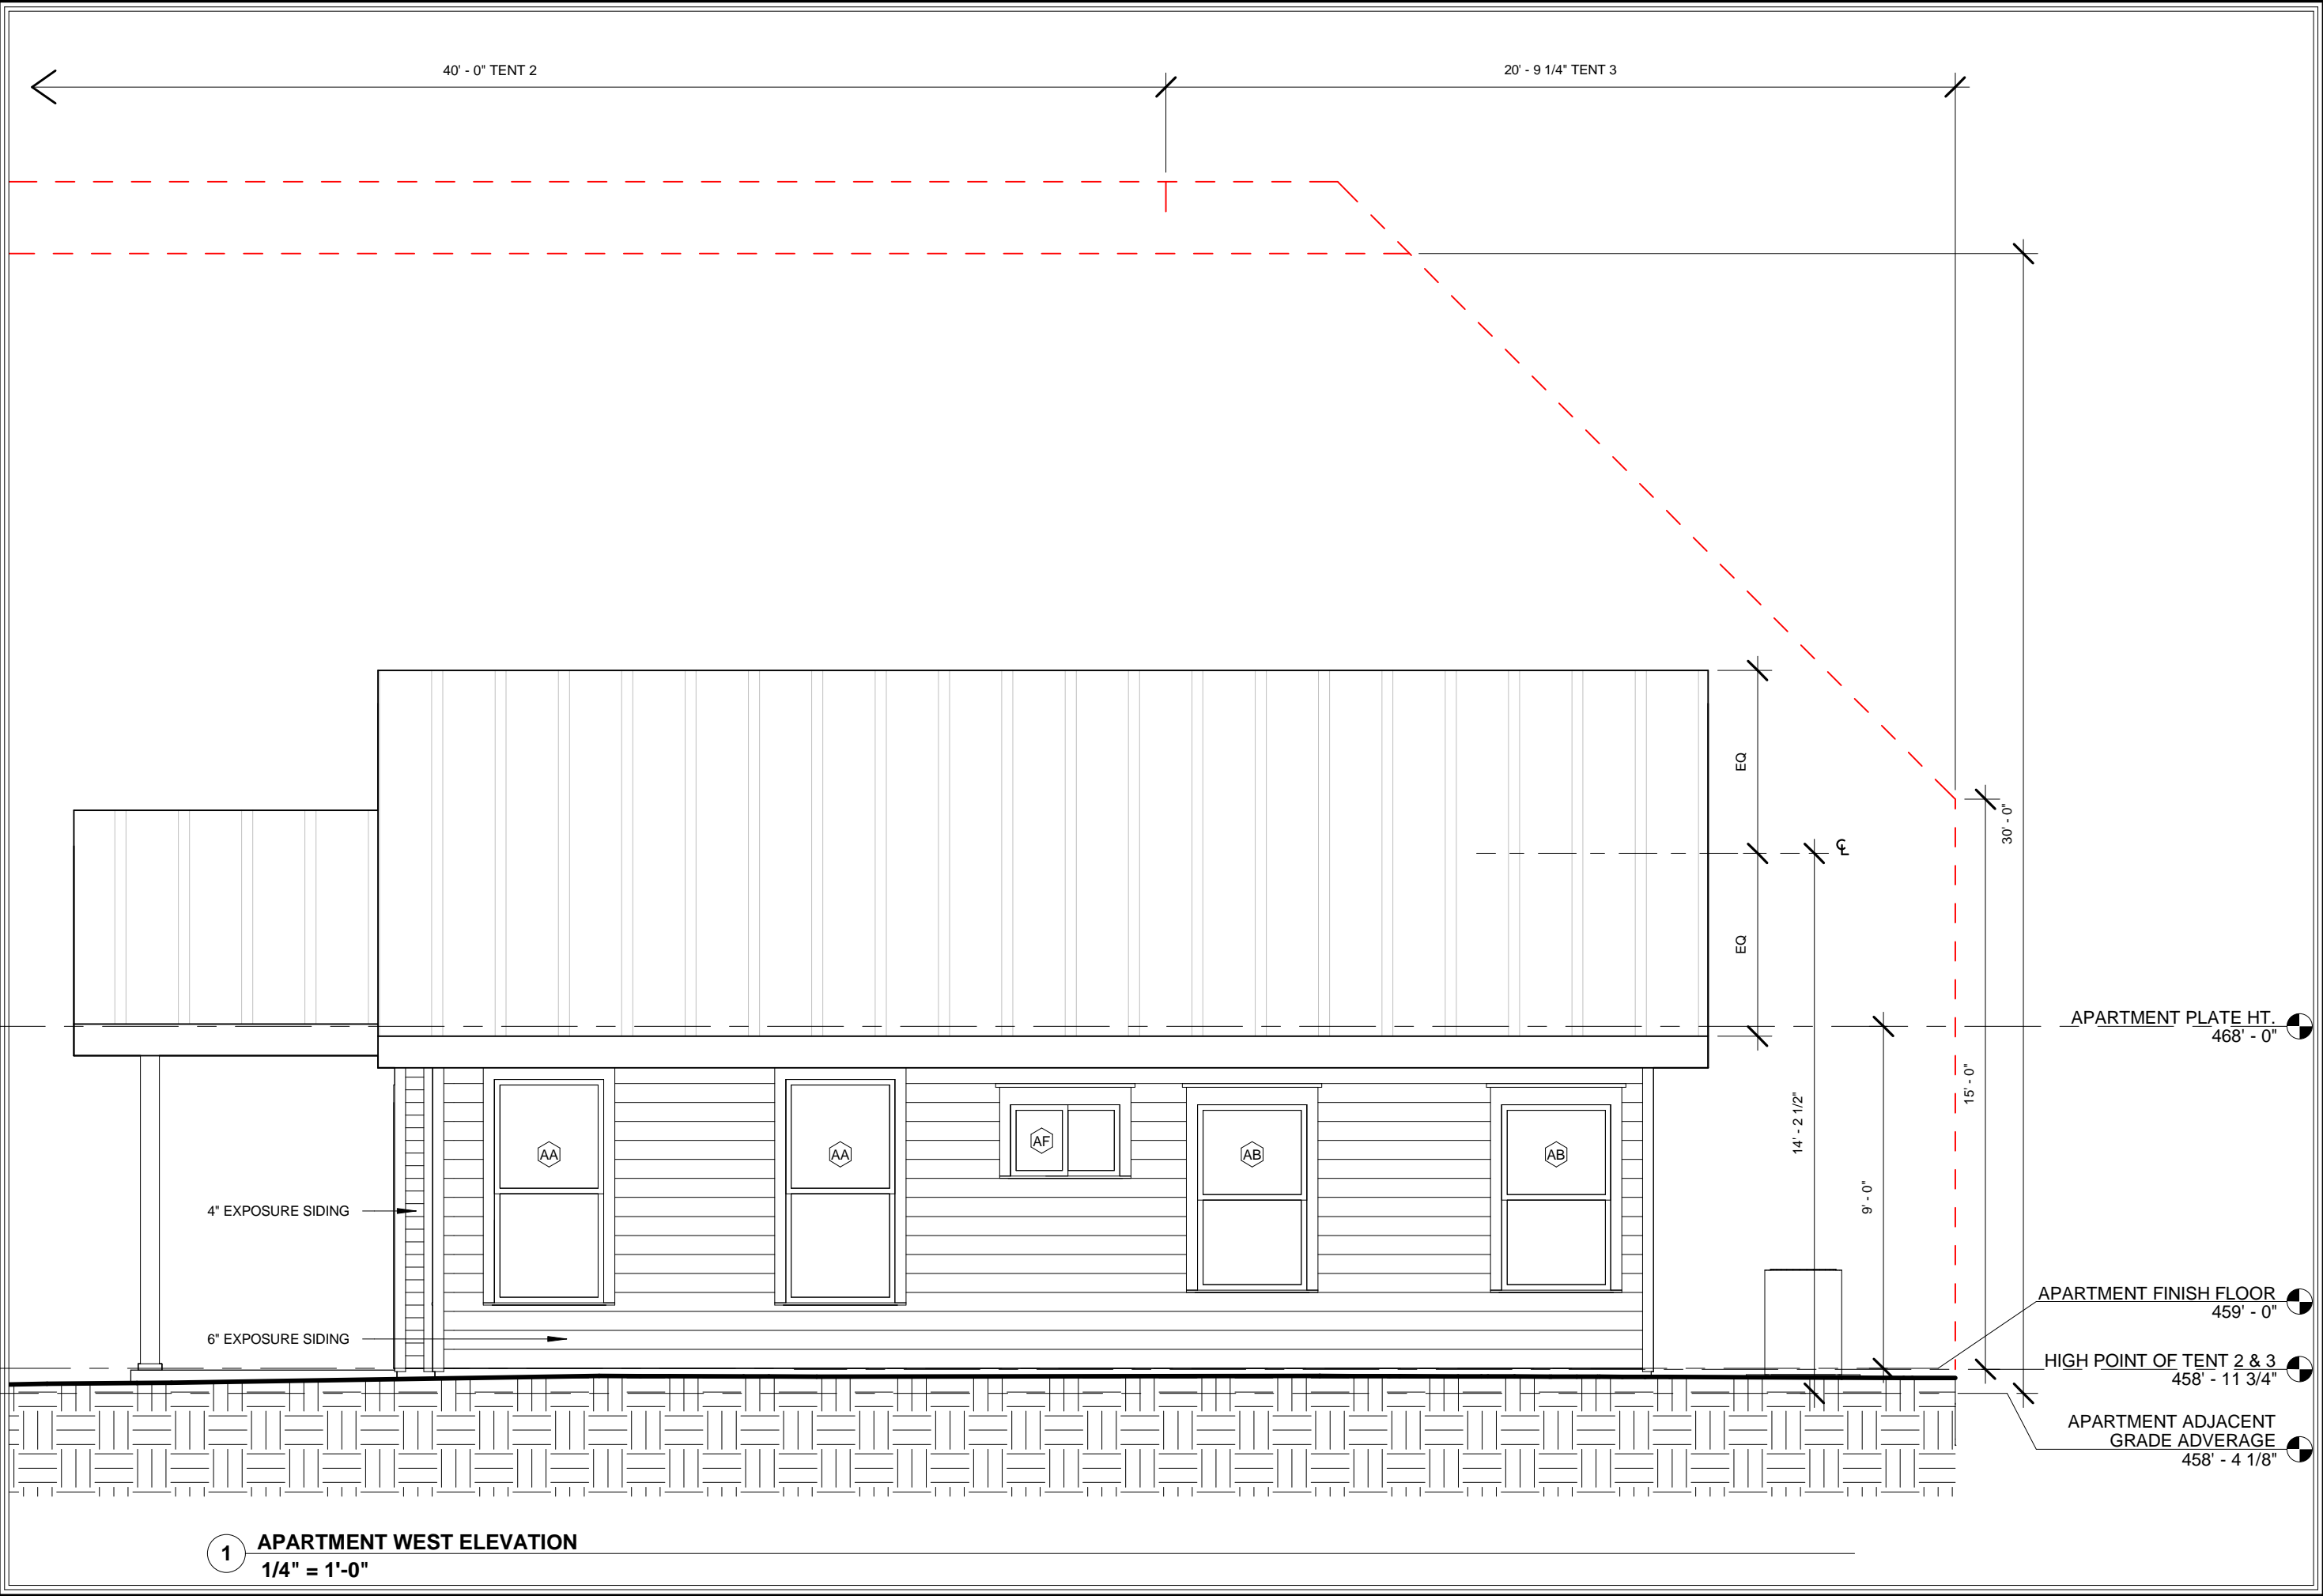 40' - 0" TENT 2
20' - 9 1/4" TENT 3
EQ
30' - 0"
℄
EQ
APARTMENT PLATE HT.
468' - 0"
15' - 0"
14' - 2 1/2"
AA
AA
AF
AB
AB
9' - 0"
4" EXPOSURE SIDING
APARTMENT FINISH FLOOR
459' - 0"
6" EXPOSURE SIDING
HIGH POINT OF TENT 2 & 3
458' - 11 3/4"
APARTMENT ADJACENT
GRADE ADVERAGE
458' - 4 1/8"
1
APARTMENT WEST ELEVATION
1/4" = 1'-0"